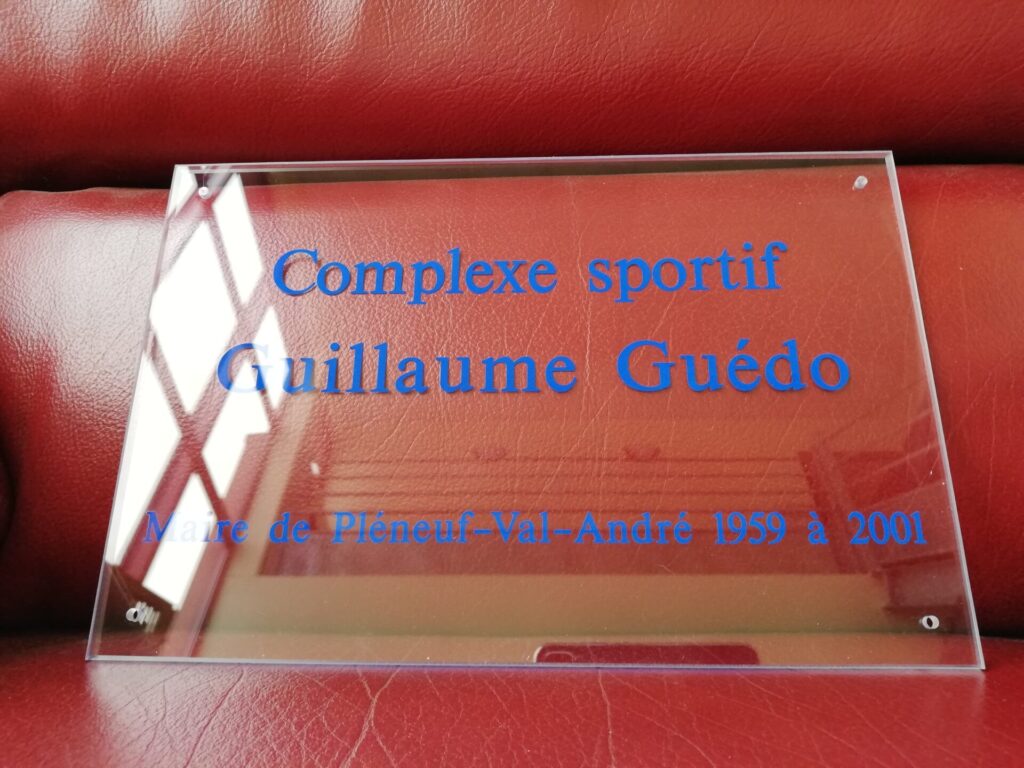 Complexe sportif
Guillaume Guédo
Maire de Pléneuf-Val-André 1959 à 2001